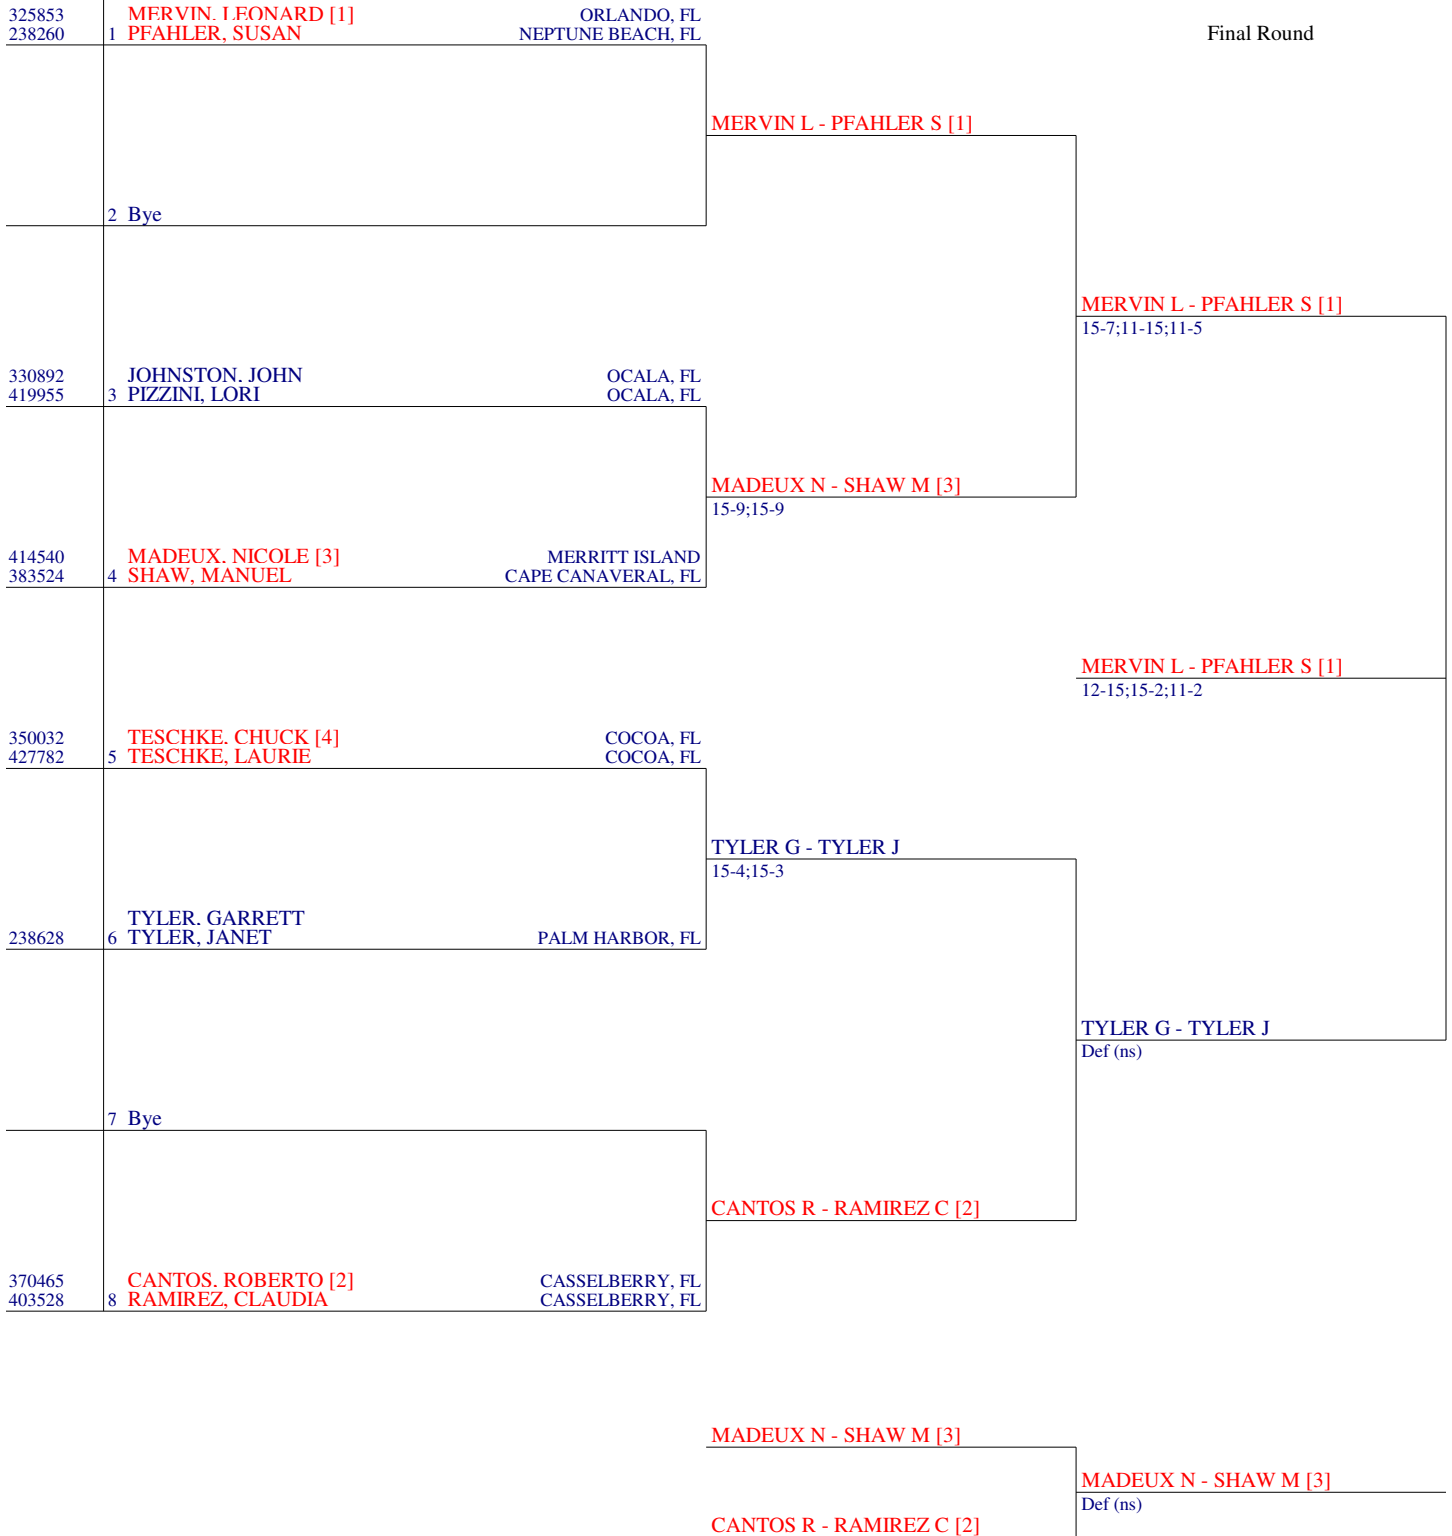 325853 MERVIN, LEONARD [1] ORLANDO, FL
238260 1 PFAHLER, SUSAN NEPTUNE BEACH, FL
Final Round
MERVIN L - PFAHLER S [1]
2 Bye
MERVIN L - PFAHLER S [1]
15-7;11-15;11-5
330892 JOHNSTON, JOHN OCALA, FL
419955 3 PIZZINI, LORI OCALA, FL
MADEUX N - SHAW M [3]
15-9;15-9
414540 MADEUX, NICOLE [3] MERRITT ISLAND
383524 4 SHAW, MANUEL CAPE CANAVERAL, FL
MERVIN L - PFAHLER S [1]
12-15;15-2;11-2
350032 TESCHKE, CHUCK [4] COCOA, FL
427782 5 TESCHKE, LAURIE COCOA, FL
TYLER G - TYLER J
15-4;15-3
TYLER, GARRETT
238628 6 TYLER, JANET PALM HARBOR, FL
TYLER G - TYLER J
Def (ns)
7 Bye
CANTOS R - RAMIREZ C [2]
370465 CANTOS, ROBERTO [2] CASSELBERRY, FL
403528 8 RAMIREZ, CLAUDIA CASSELBERRY, FL
MADEUX N - SHAW M [3]
MADEUX N - SHAW M [3]
Def (ns)
CANTOS R - RAMIREZ C [2]